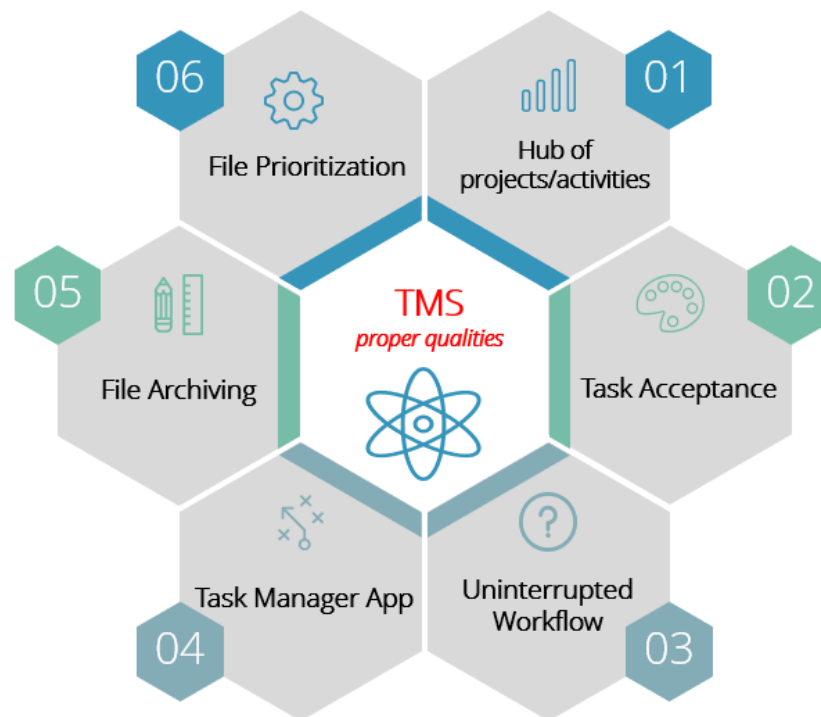 06
File Prioritization
01
Hub of
projects/activities
05
File Archiving
TMS
proper qualities
02
Task Acceptance
04
Task Manager App
Uninterrupted
Workflow
03
?